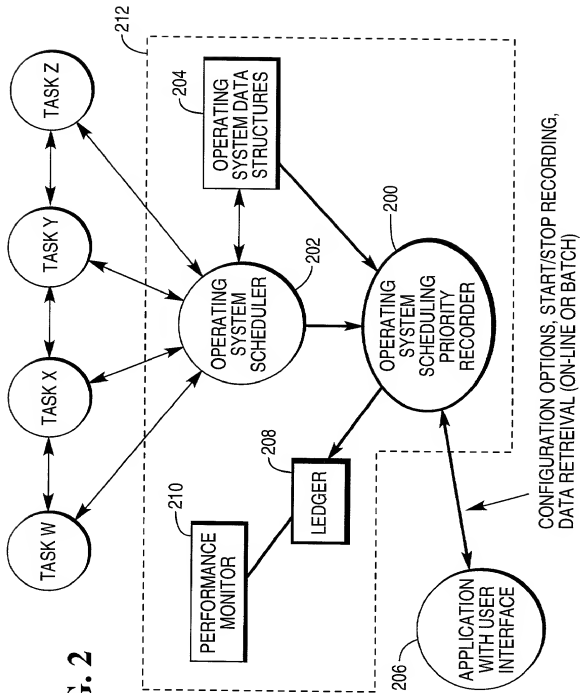 G. 2
TASK W
TASK X
TASK Y
TASK Z
212
210
PERFORMANCE
MONITOR
208
LEDGER
OPERATING
SYSTEM
SCHEDULER
202
204
OPERATING
SYSTEM DATA
STRUCTURES
OPERATING
SYSTEM
SCHEDULING
PRIORITY
RECORDER
200
206
APPLICATION
WITH USER
INTERFACE
CONFIGURATION OPTIONS, START/STOP RECORDING,
DATA RETREIVAL (ON-LINE OR BATCH)